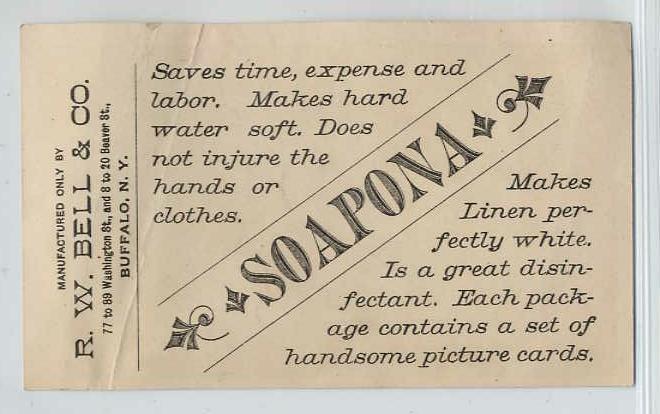 MANUFACTURED ONLY BY
R. W. BELL & CO.
77 to 89 Washington St., and 8 to 20 Beaver St.,
BUFFALO, N. Y.
Saves time, expense and
labor. Makes hard
water soft. Does
not injure the
hands or
clothes.
SOAPONA
Makes
Linen per-
fectly white.
Is a great disin-
fectant. Each pack-
age contains a set of
handsome picture cards.